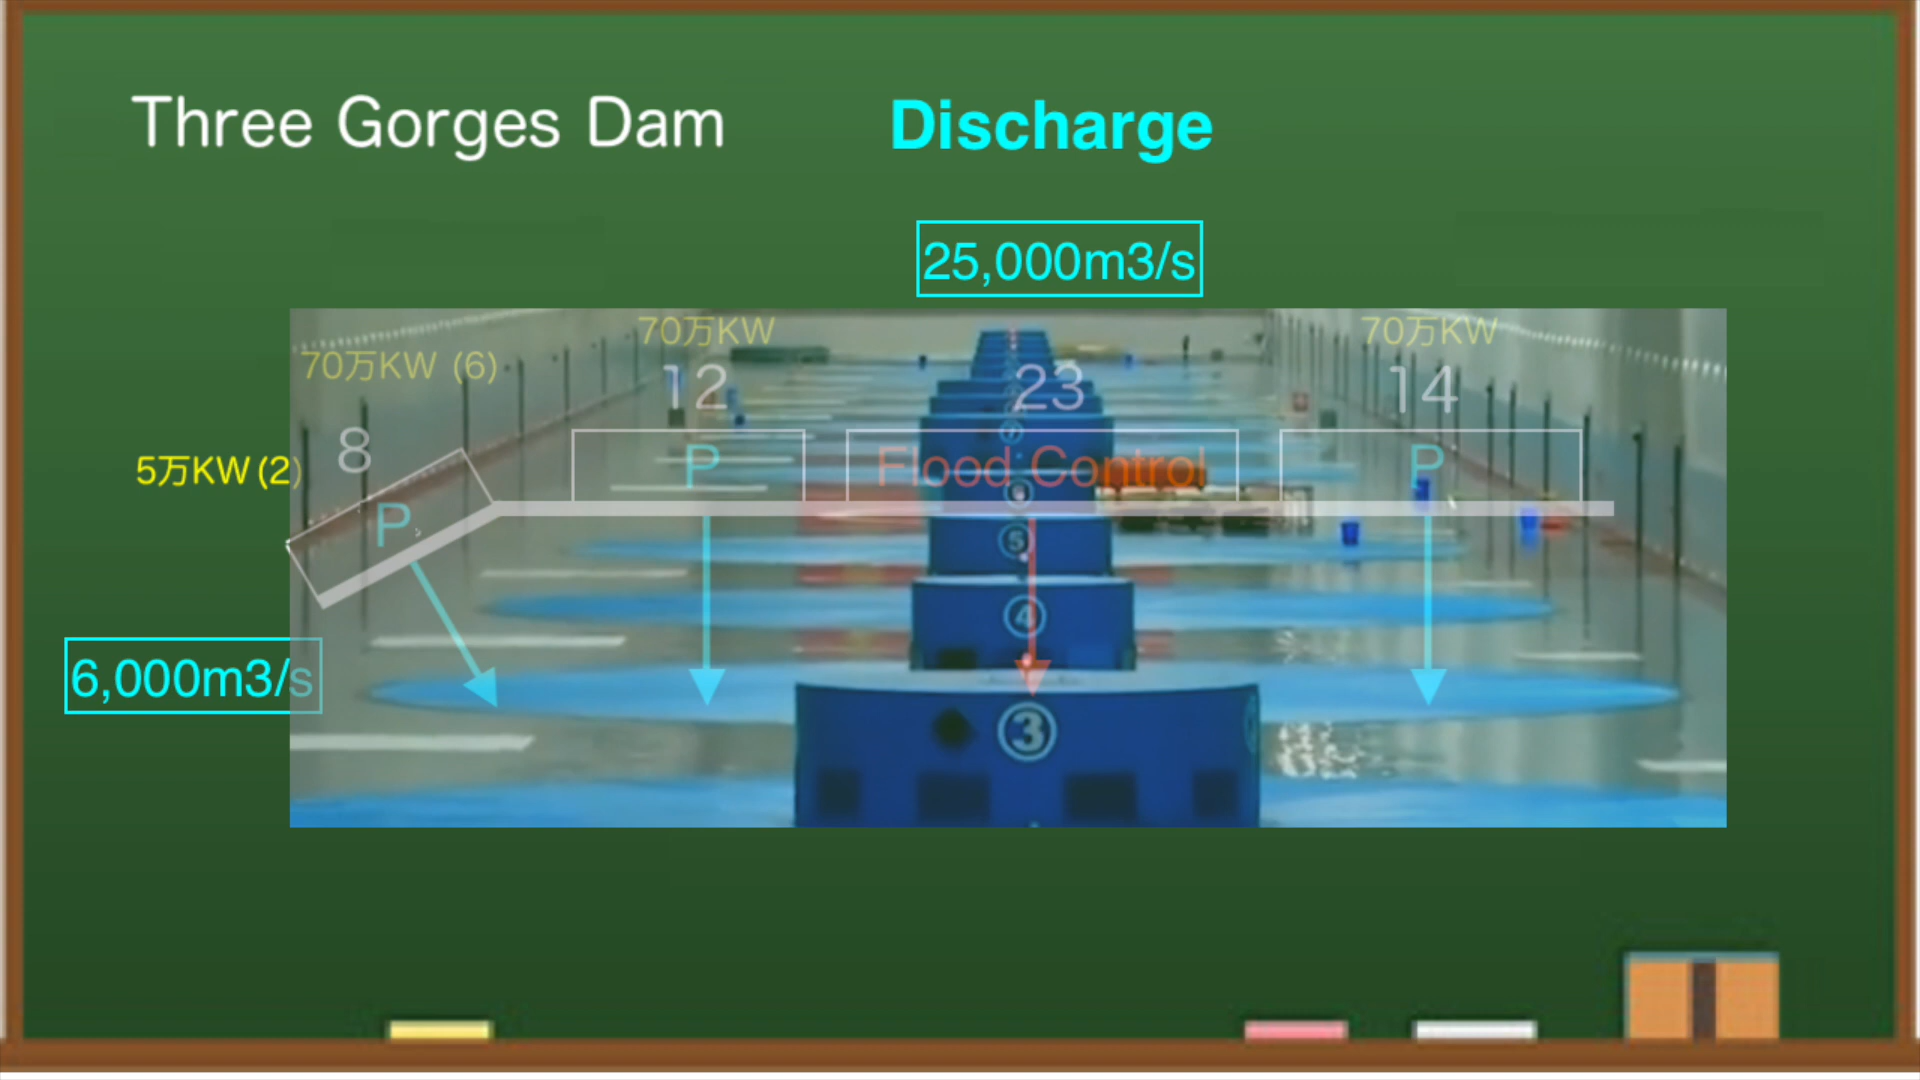 Three Gorges Dam
Discharge
25,000m3/s
70万KW
70万KW
70万KW (6)
12
23
14
8
5万KW (2)
P
Flood Control
P
P
6,000m3/s
⑤
④
③